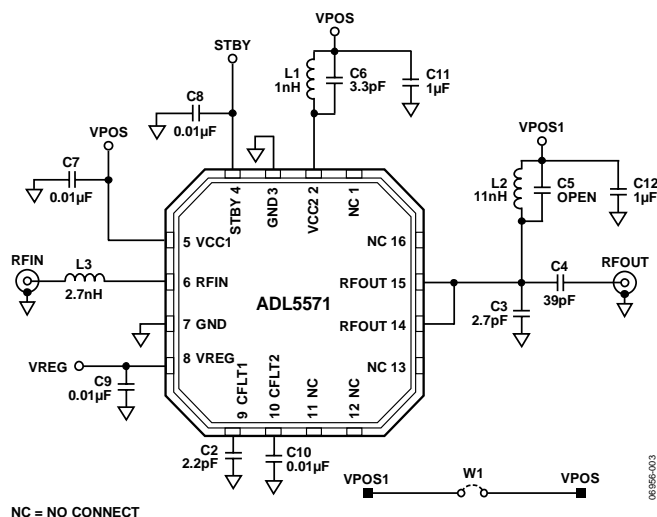 VPOS
STBY
L1
1nH
C6
3.3pF
C11
1µF
C8
0.01µF
VPOS
C7
0.01µF
VPOS1
L2
11nH
C5
OPEN
C12
1µF
STBY 4
GND 3
VCC2 2
NC 1
5 VCC1
6 RFIN
7 GND
8 VREG
NC 16
RFOUT 15
RFOUT 14
NC 13
ADL5571
RFIN
L3
2.7nH
C4
39pF
RFOUT
C3
2.7pF
VREG
C9
0.01µF
9 CFLT1
10 CFLT2
11 NC
12 NC
C2
2.2pF
C10
0.01µF
VPOS1
W1
VPOS
06956-003
NC = NO CONNECT